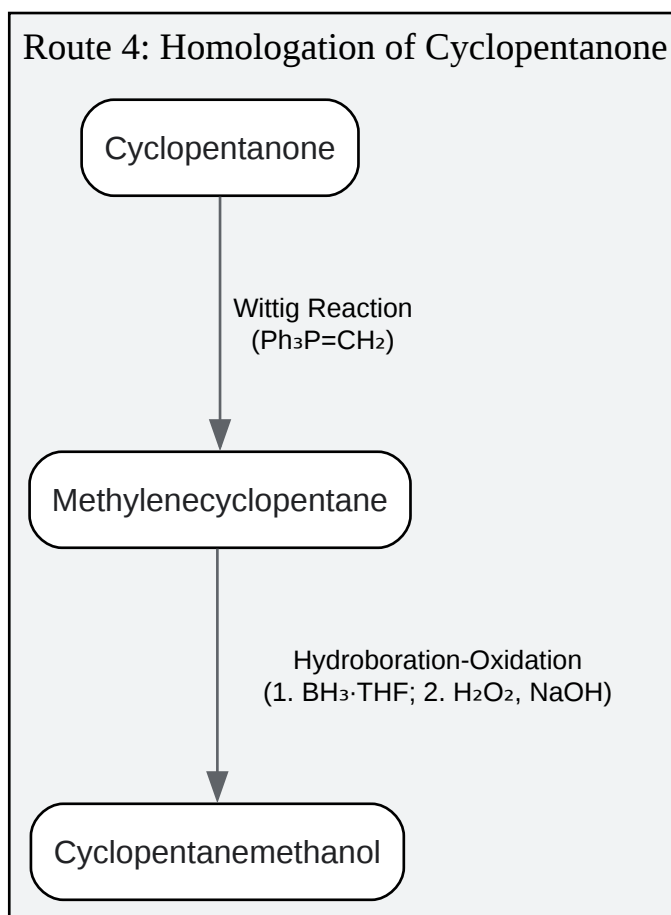 Route 4: Homologation of Cyclopentanone
Cyclopentanone
Wittig Reaction
(Ph₃P=CH₂)
Methylenecyclopentane
Hydroboration-Oxidation
(1. BH₃·THF; 2. H₂O₂, NaOH)
Cyclopentanemethanol